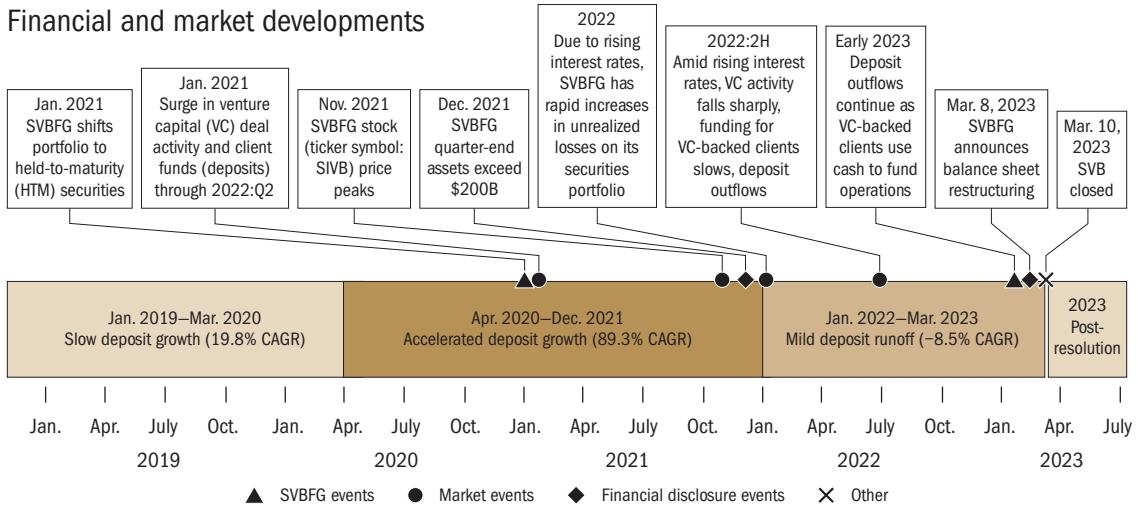 Financial and market developments
Jan. 2021
SVBFG shifts
portfolio to
held-to-maturity
(HTM) securities
Jan. 2021
Surge in venture
capital (VC) deal
activity and client
funds (deposits)
through 2022:Q2
Nov. 2021
SVBFG stock
(ticker symbol:
SIVB) price
peaks
Dec. 2021
SVBFG
quarter-end
assets exceed
$200B
2022
Due to rising
interest rates,
SVBFG has
rapid increases
in unrealized
losses on its
securities
portfolio
2022:2H
Amid rising interest
rates, VC activity
falls sharply,
funding for
VC-backed clients
slows, deposit
outflows
Early 2023
Deposit
outflows
continue as
VC-backed
clients use
cash to fund
operations
Mar. 8, 2023
SVBFG
announces
balance sheet
restructuring
Mar. 10,
2023
SVB
closed
Jan. 2019–Mar. 2020
Slow deposit growth (19.8% CAGR)
Apr. 2020–Dec. 2021
Accelerated deposit growth (89.3% CAGR)
Jan. 2022–Mar. 2023
Mild deposit runoff (−8.5% CAGR)
2023
Post-
resolution
Jan. Apr. July Oct. Jan. Apr. July Oct. Jan. Apr. July Oct. Jan. Apr. July Oct. Jan. Apr. July
2019 2020 2021 2022 2023
SVBFG events Market events Financial disclosure events Other